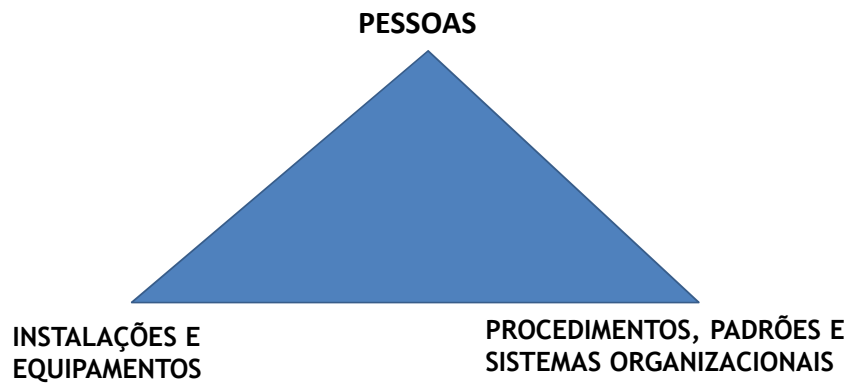 PESSOAS
INSTALAÇÕES E
EQUIPAMENTOS
PROCEDIMENTOS, PADRÕES E
SISTEMAS ORGANIZACIONAIS